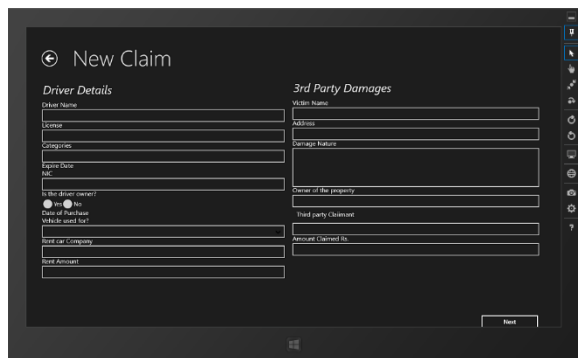 New Claim
Driver Details
Driver Name
License
Categories
Expire Date
NIC
Is the driver owner?
Yes No
Date of Purchase
Vehicle used for?
Rent car Company
Rent Amount
3rd Party Damages
Victim Name
Address
Damage Nature
Owner of the property
Third party Claimant
Amount Claimed Rs.
Next